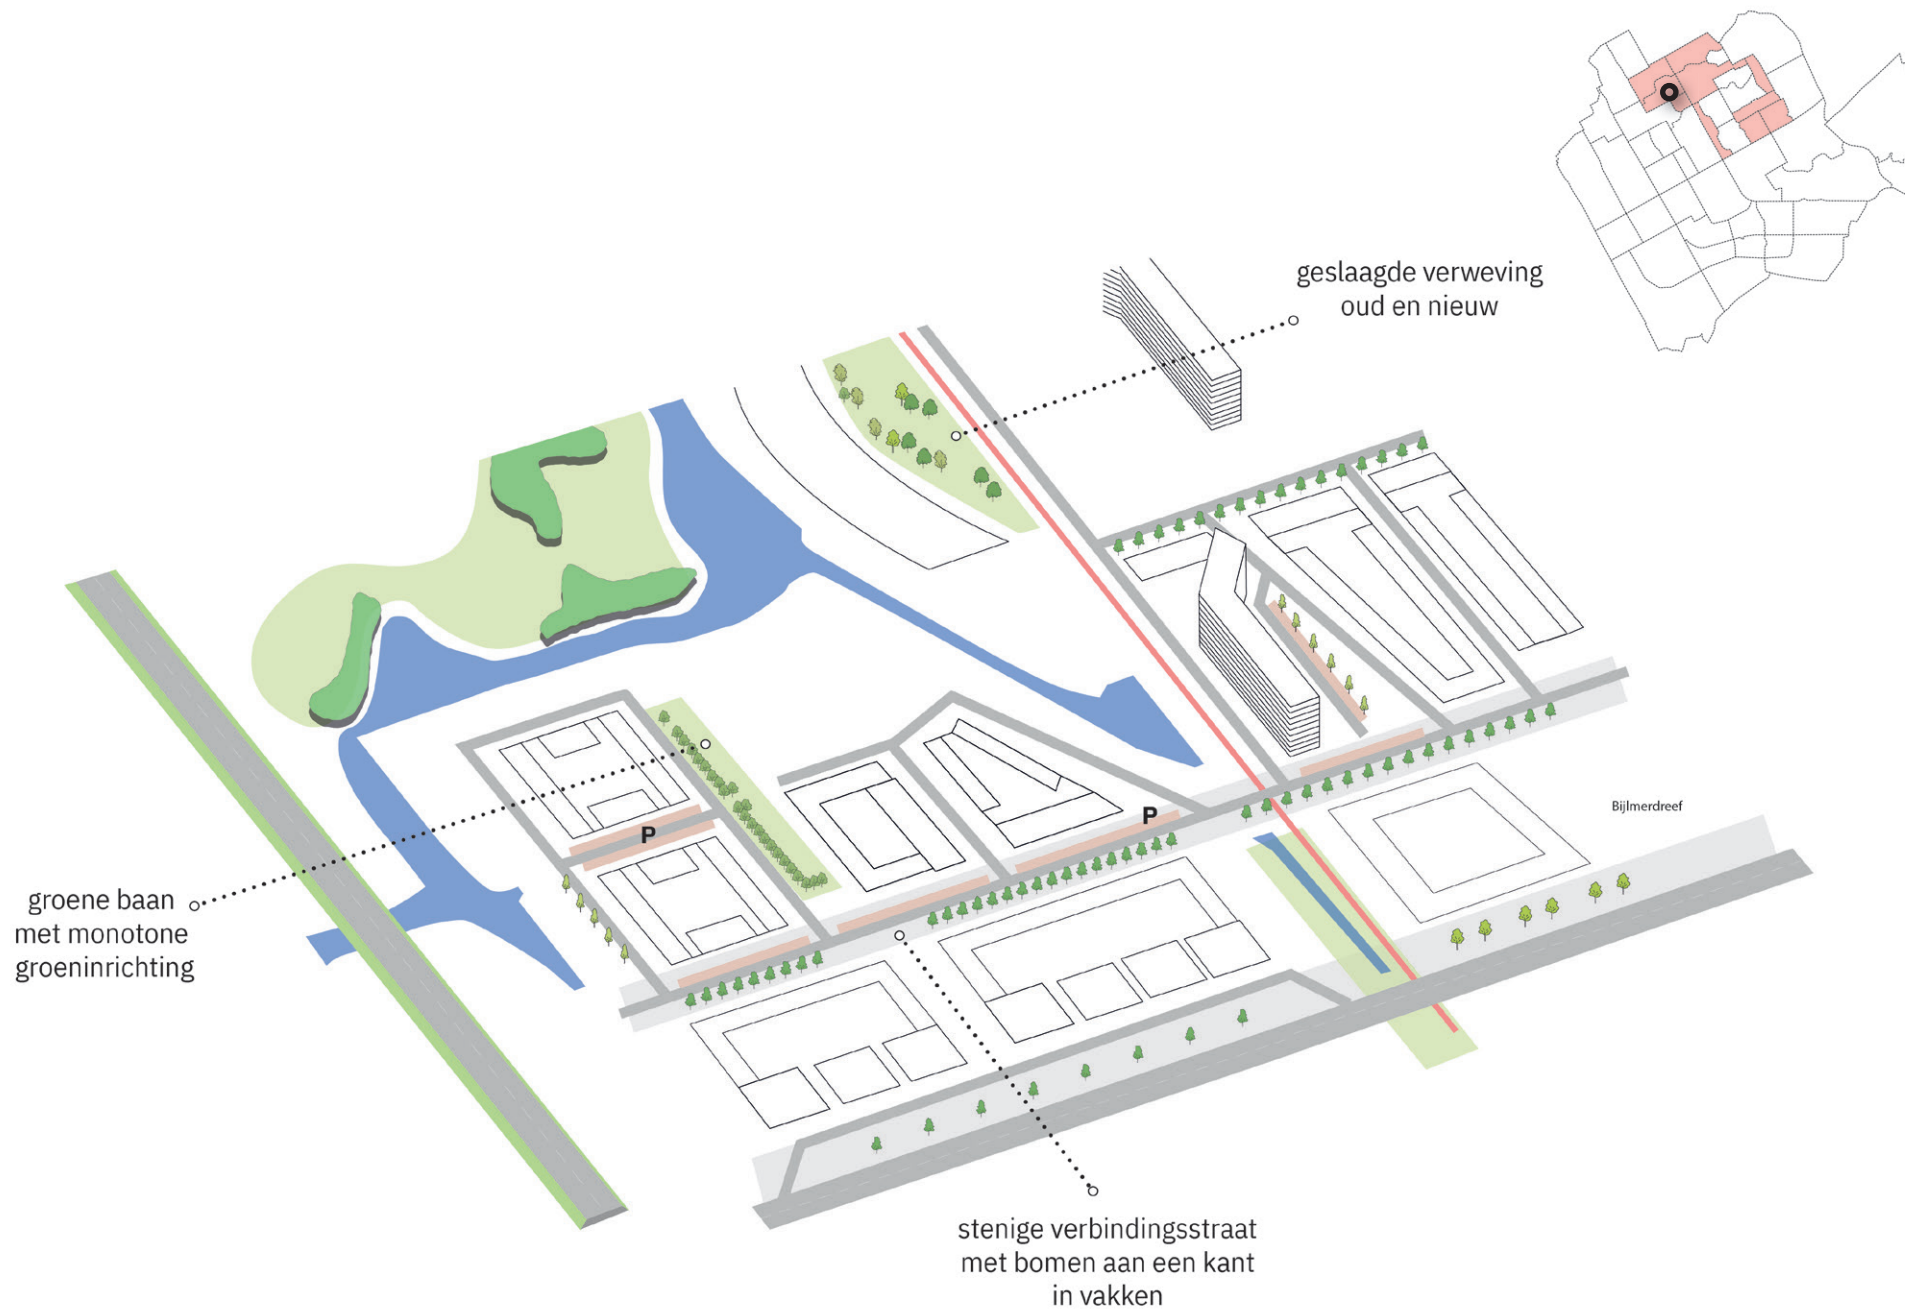 geslaagde verweving
oud en nieuw
Bijlmerdreef
P
P
groene baan
met monotone
groeninrichting
stenige verbindingsstraat
met bomen aan een kant
in vakken